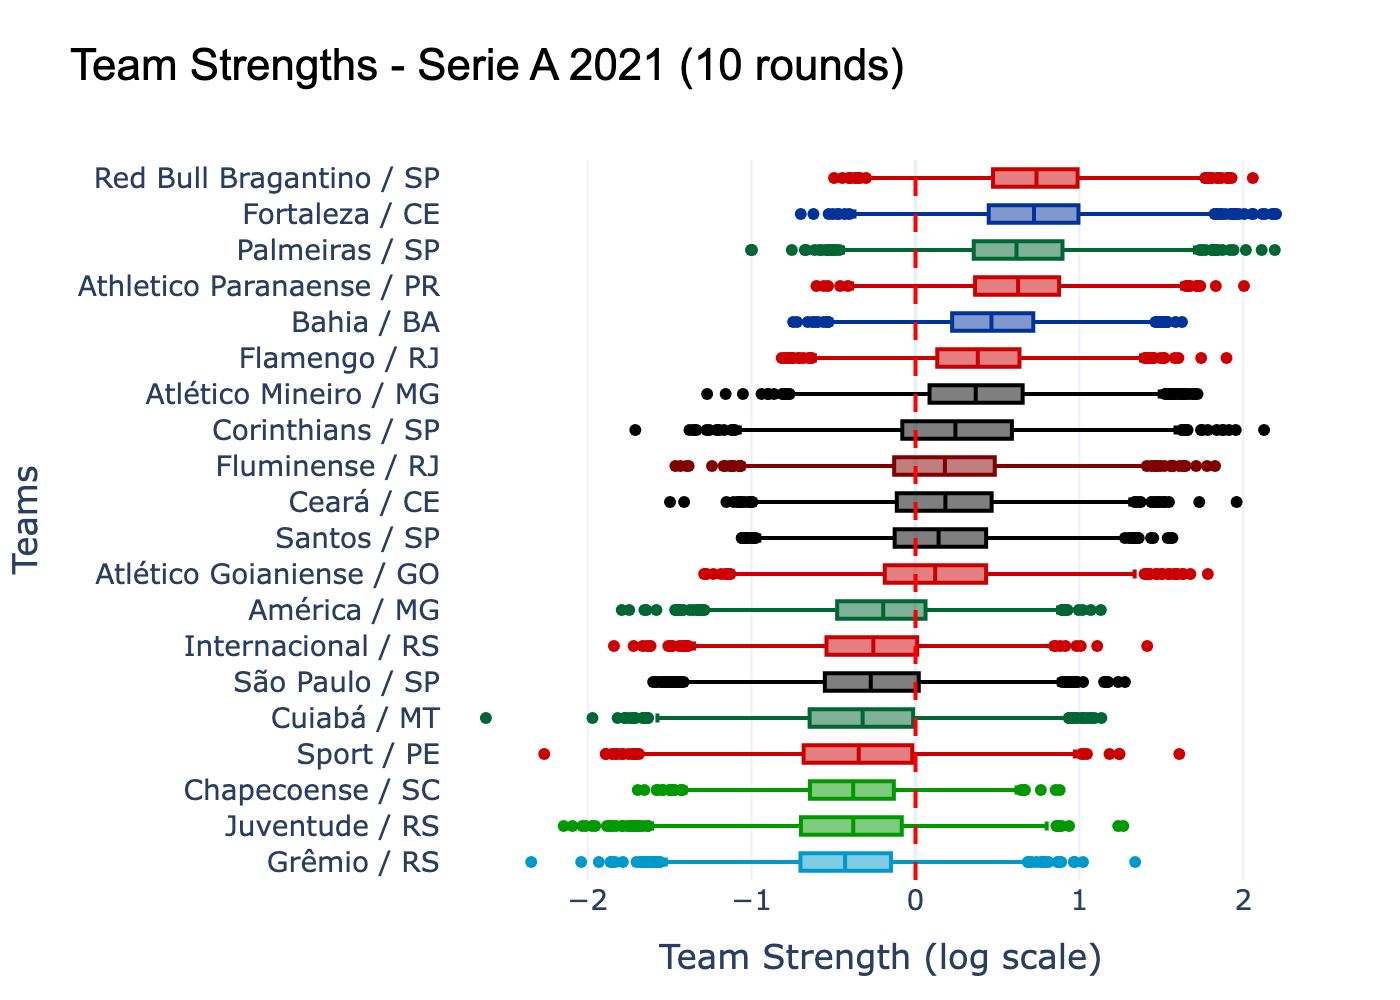 Team Strengths - Serie A 2021 (10 rounds)
Teams
Red Bull Bragantino / SP
Fortaleza / CE
Palmeiras / SP
Athletico Paranaense / PR
Bahia / BA
Flamengo / RJ
Atlético Mineiro / MG
Corinthians / SP
Fluminense / RJ
Ceará / CE
Santos / SP
Atlético Goianiense / GO
América / MG
Internacional / RS
São Paulo / SP
Cuiabá / MT
Sport / PE
Chapecoense / SC
Juventude / RS
Grêmio / RS
−2 −1 0 1 2
Team Strength (log scale)